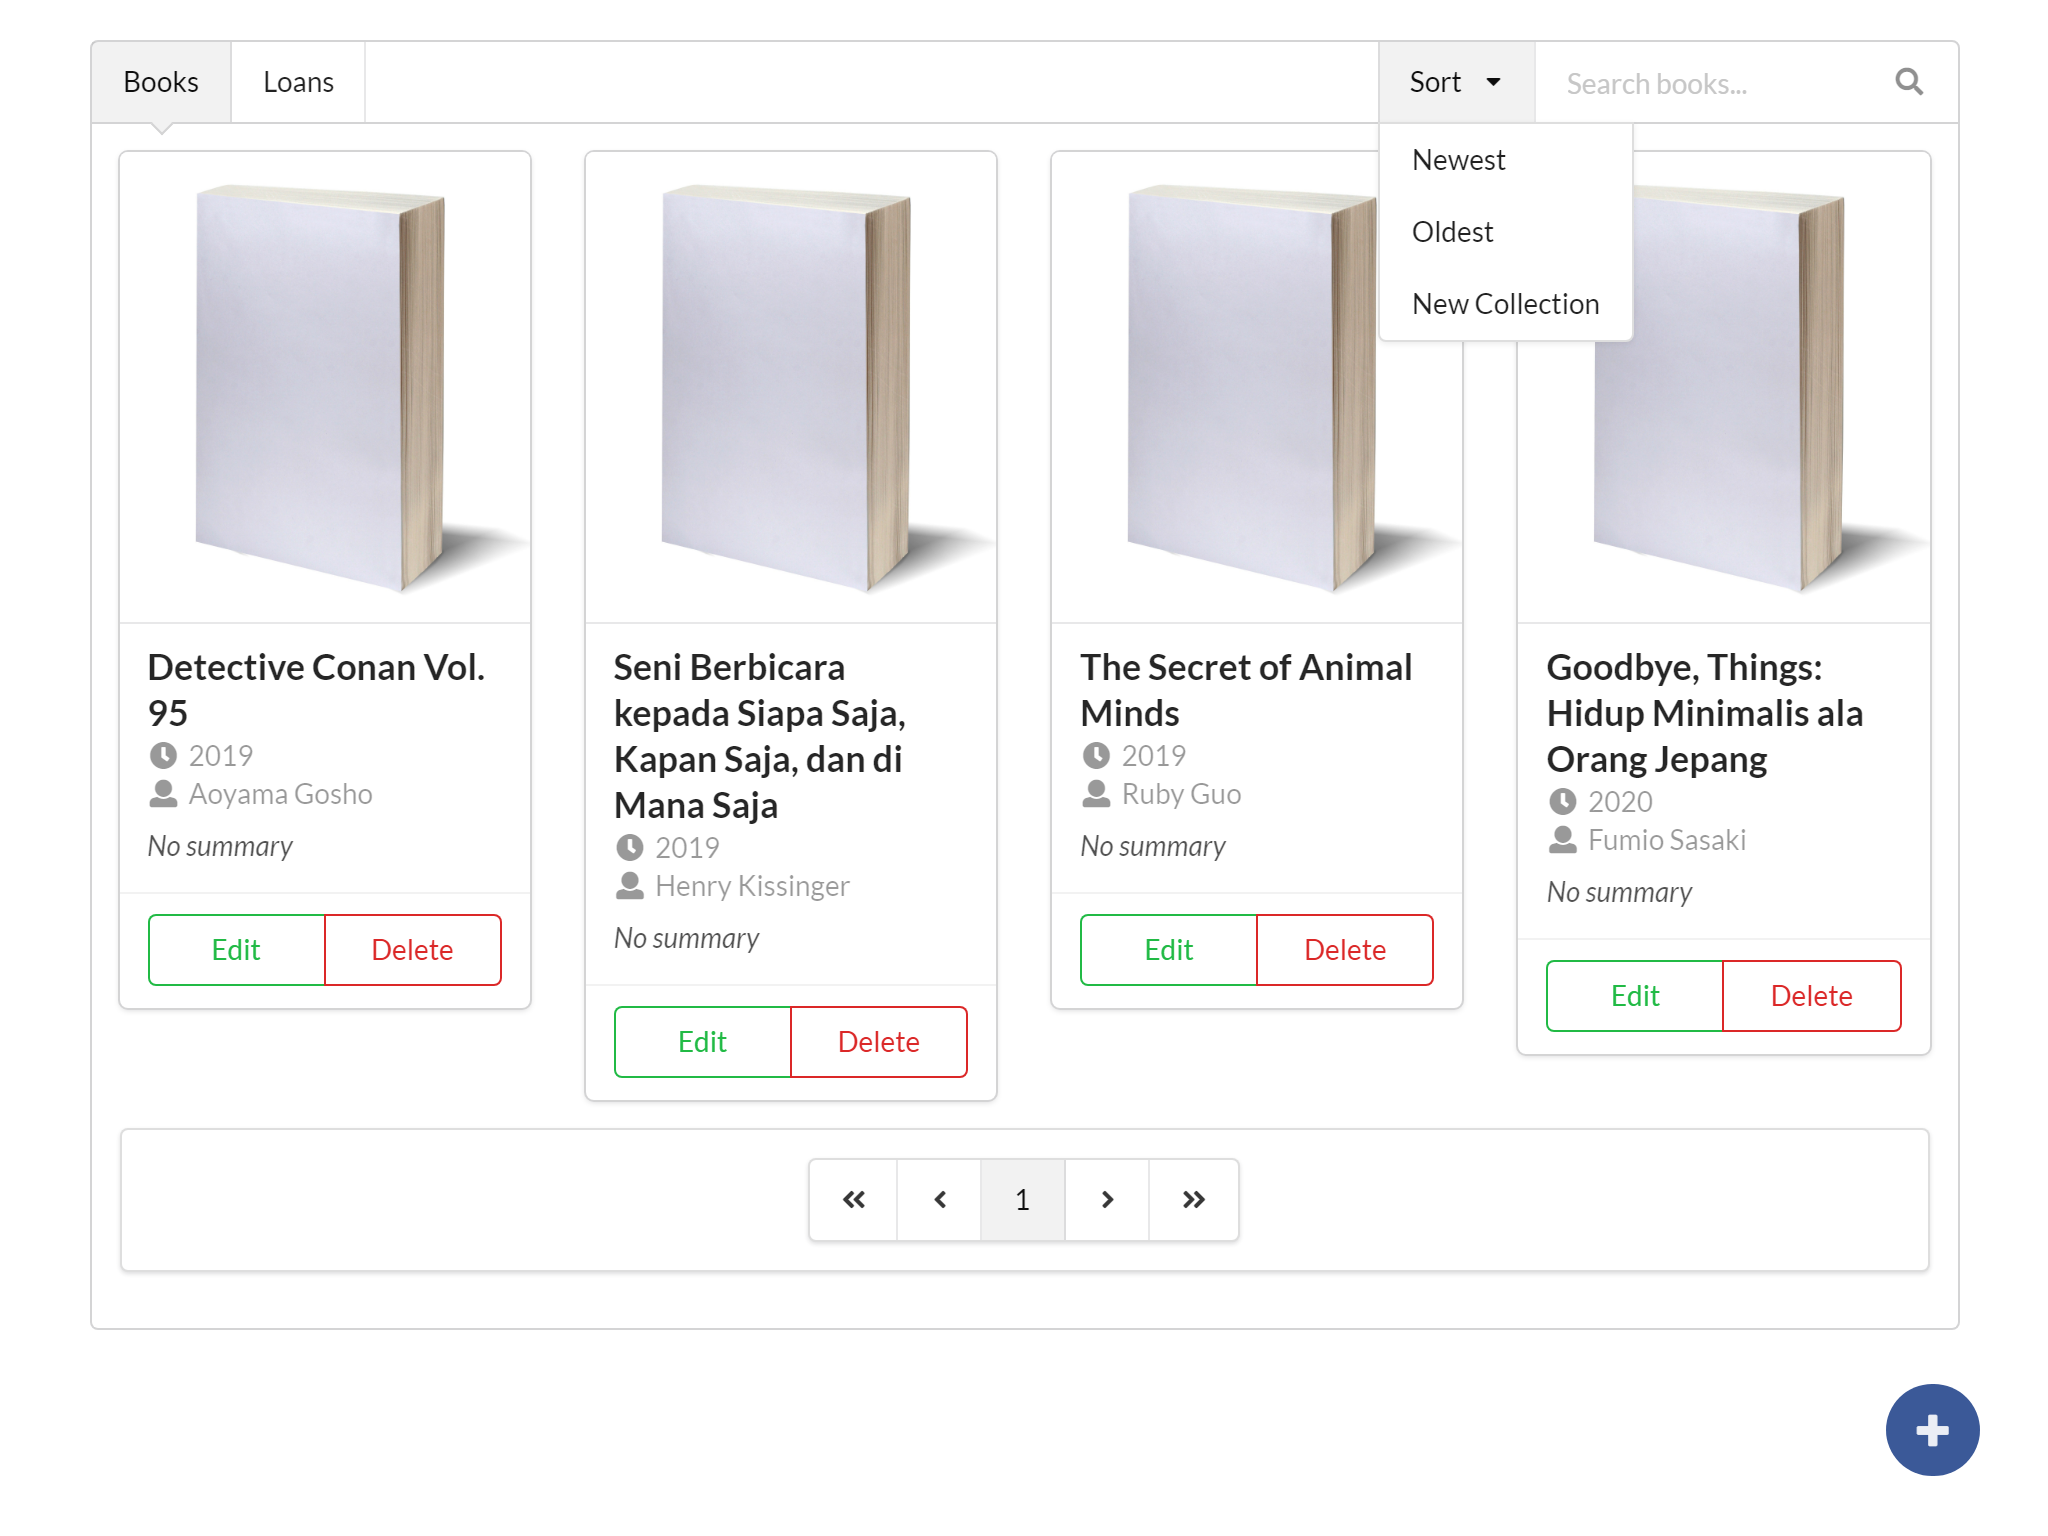 Books
Loans
Sort
Search books...
Newest
Oldest
New Collection
Detective Conan Vol.
95
2019
Aoyama Gosho
No summary
Edit
Delete
Seni Berbicara
kepada Siapa Saja,
Kapan Saja, dan di
Mana Saja
2019
Henry Kissinger
No summary
Edit
Delete
The Secret of Animal
Minds
2019
Ruby Guo
No summary
Edit
Delete
Goodbye, Things:
Hidup Minimalis ala
Orang Jepang
2020
Fumio Sasaki
No summary
Edit
Delete
1